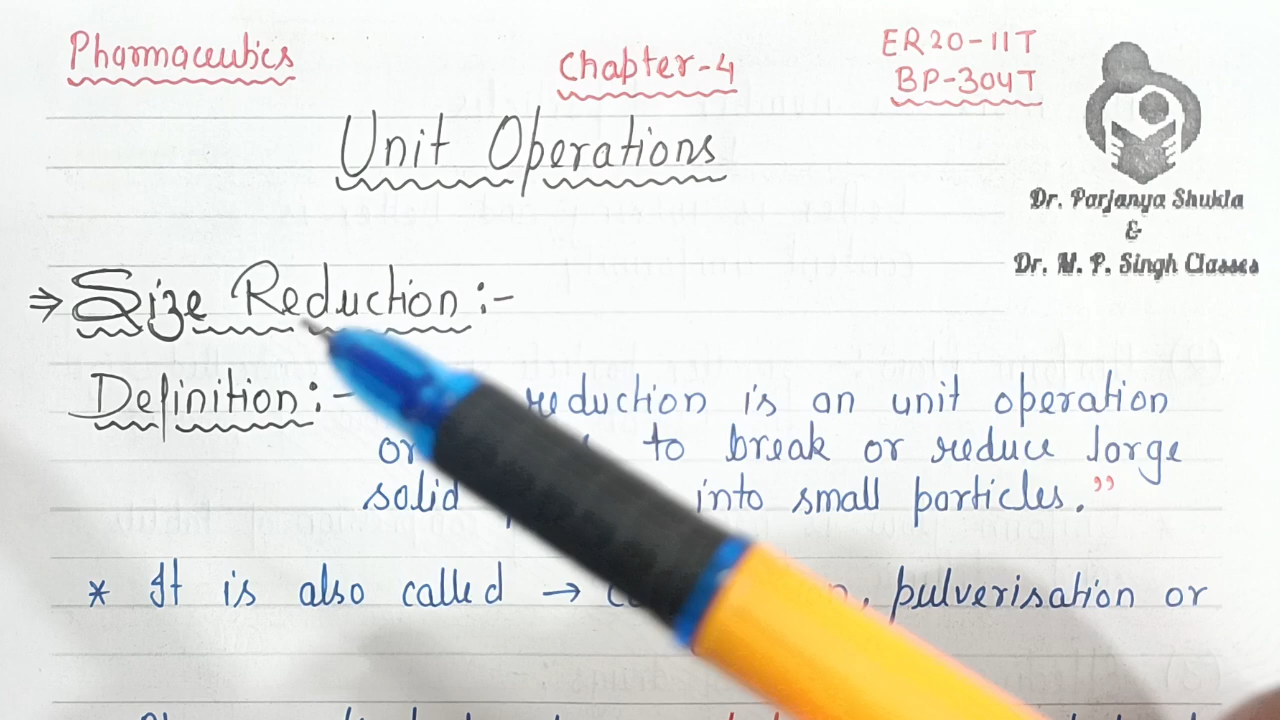 Pharmaceutics Chapter-4 ER20-11T
BP-304T
Unit Operations
Dr. Parjanya Shukla
&
Dr. M. P. Singh Classes
⇒ Size Reduction :-
Definition :- reduction is an unit operation
or to break or reduce large
solid into small particles.”
* It is also called → pulverisation or